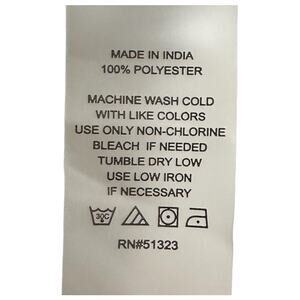 MADE IN INDIA
100% POLYESTER
MACHINE WASH COLD
WITH LIKE COLORS
USE ONLY NON-CHLORINE
BLEACH IF NEEDED
TUMBLE DRY LOW
USE LOW IRON
IF NECESSARY
30C
RN#51323